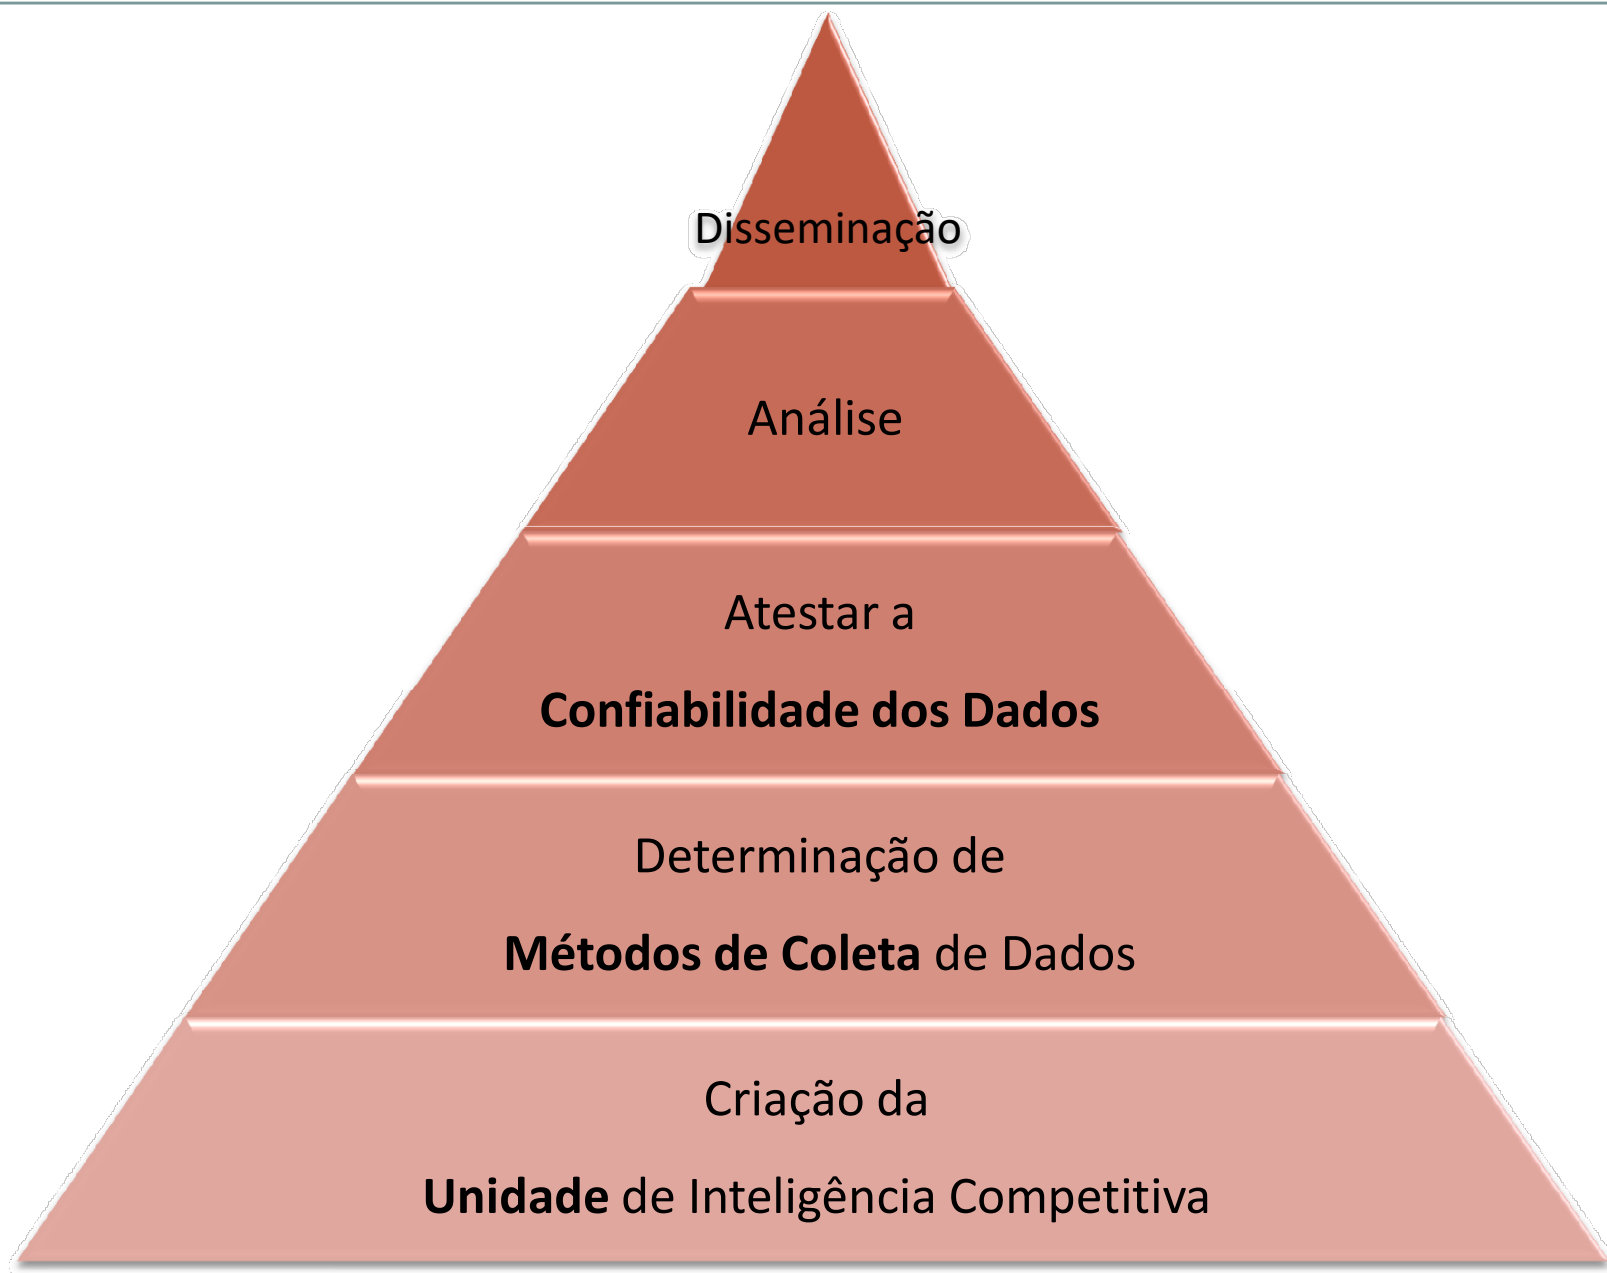 Disseminação
Análise
Atestar a
Confiabilidade dos Dados
Determinação de
Métodos de Coleta de Dados
Criação da
Unidade de Inteligência Competitiva